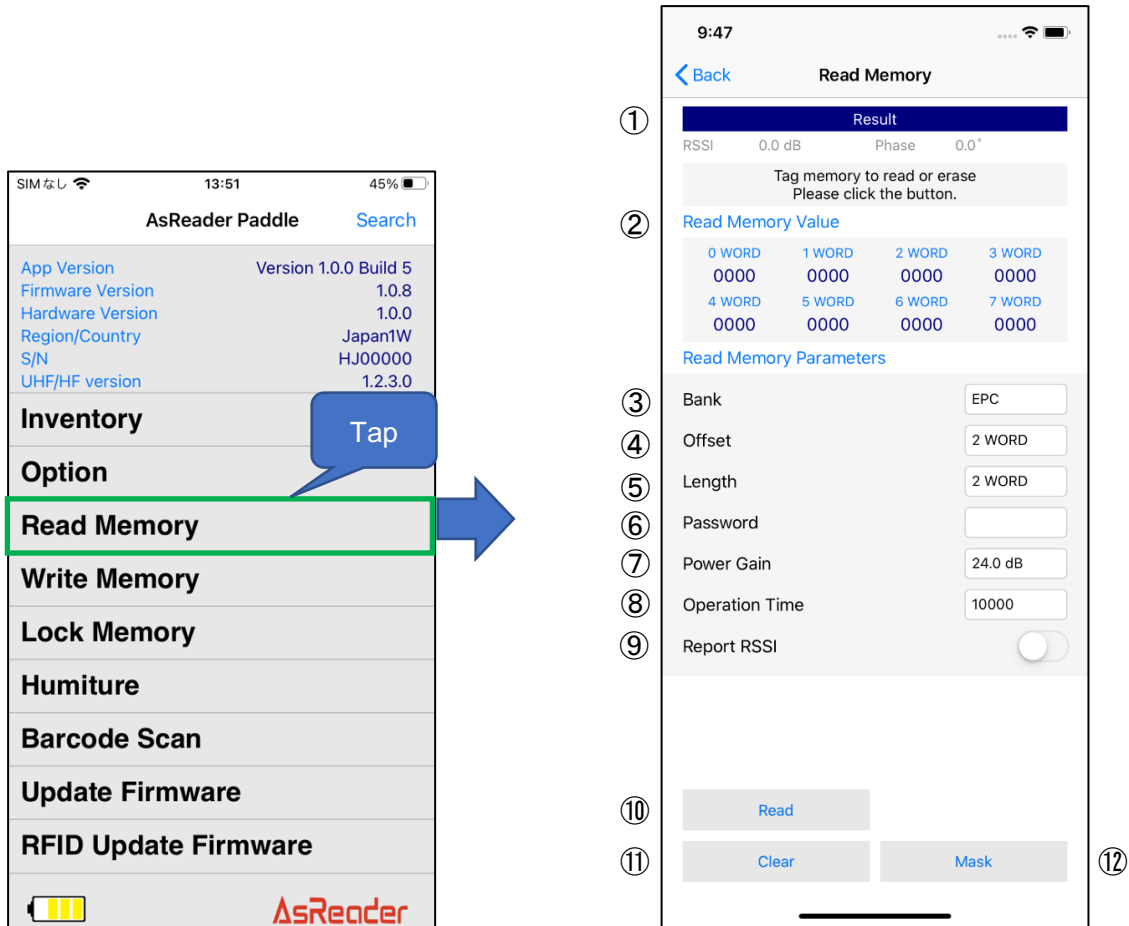 SIMなし 13:51 45%
AsReader Paddle Search
App Version Version 1.0.0 Build 5
Firmware Version 1.0.8
Hardware Version 1.0.0
Region/Country Japan1W
S/N HJ00000
UHF/HF version 1.2.3.0
Inventory
Tap
Option
Read Memory
Write Memory
Lock Memory
Humiture
Barcode Scan
Update Firmware
RFID Update Firmware
AsReader
9:47
Back Read Memory
① Result
RSSI 0.0 dB Phase 0.0°
Tag memory to read or erase
Please click the button.
② Read Memory Value
0 WORD 1 WORD 2 WORD 3 WORD
0000 0000 0000 0000
4 WORD 5 WORD 6 WORD 7 WORD
0000 0000 0000 0000
Read Memory Parameters
③ Bank EPC
④ Offset 2 WORD
⑤ Length 2 WORD
⑥ Password
⑦ Power Gain 24.0 dB
⑧ Operation Time 10000
⑨ Report RSSI
⑩ Read
⑪ Clear Mask ⑫